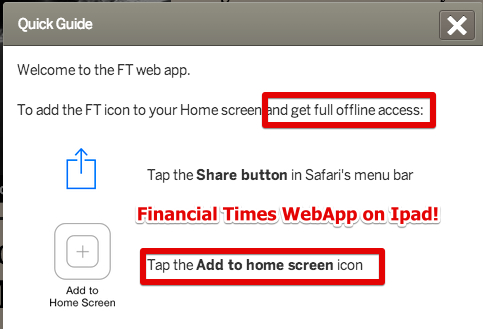 Quick Guide
Welcome to the FT web app.
To add the FT icon to your Home screen and get full offline access:
Tap the Share button in Safari's menu bar
Financial Times WebApp on Ipad!
Tap the Add to home screen icon
Add to
Home Screen